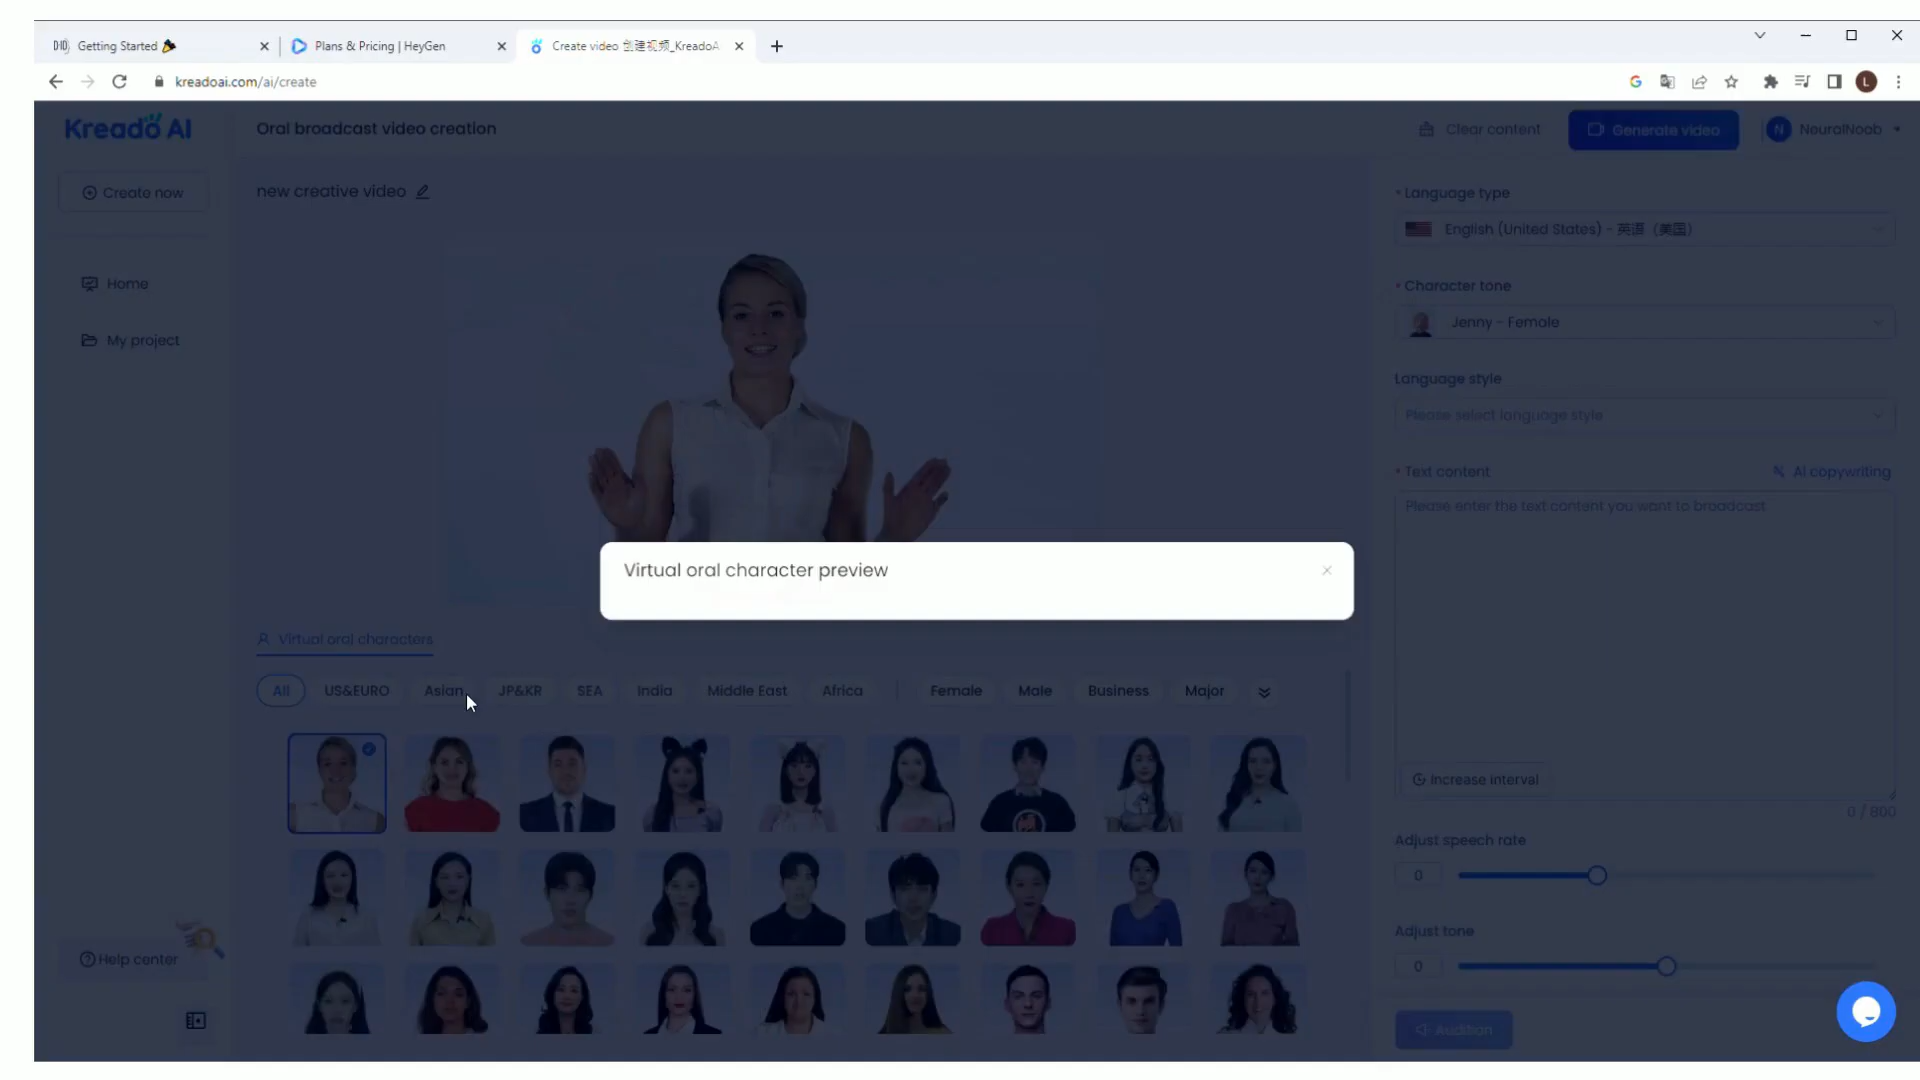 Getting Started
Plans & Pricing | HeyGen
Create video 创建视频_KreadoA
kreadoai.com/ai/create
L
Kreado AI
Oral broadcast video creation
Clear content
Generate video
N
NeuralNoob
Create now
new creative video
Language type
English (United States) - 英语（美国）
Home
Character tone
Jenny - Female
My project
Language style
Please select language style
Text content
AI copywriting
Please enter the text content you want to broadcast
Virtual oral character preview
Virtual oral characters
All
US&EURO
Asian
JP&KR
SEA
India
Middle East
Africa
Female
Male
Business
Major
Increase interval
0 / 800
Adjust speech rate
0
Adjust tone
0
Help center
Audition